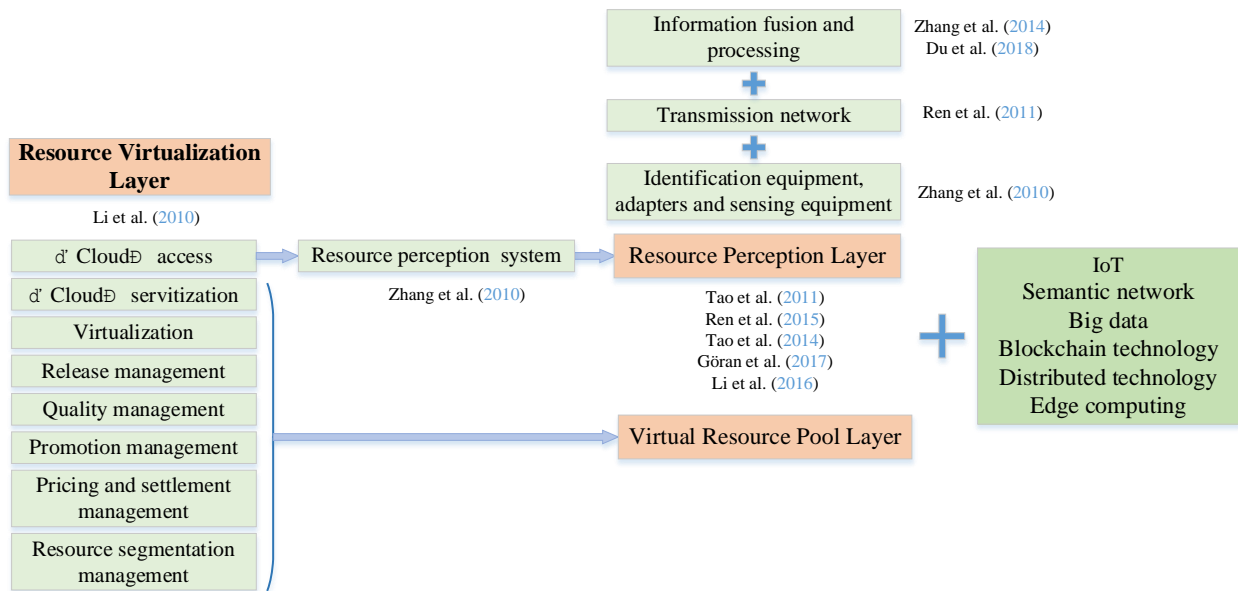 Information fusion and
processing
Zhang et al. (2014)
Du et al. (2018)
Transmission network
Ren et al. (2011)
Identification equipment,
adapters and sensing equipment
Zhang et al. (2010)
Resource Virtualization
Layer
Li et al. (2010)
ď Cloud Đ access
ď Cloud Đ servitization
Virtualization
Release management
Quality management
Promotion management
Pricing and settlement
management
Resource segmentation
management
Resource perception system
Zhang et al. (2010)
Resource Perception Layer
Tao et al. (2011)
Ren et al. (2015)
Tao et al. (2014)
Göran et al. (2017)
Li et al. (2016)
Virtual Resource Pool Layer
IoT
Semantic network
Big data
Blockchain technology
Distributed technology
Edge computing